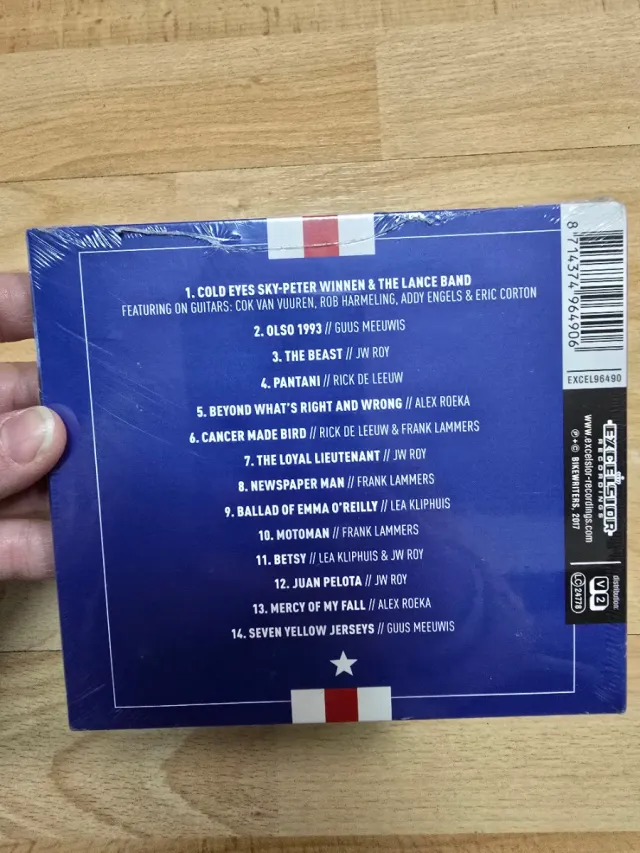 1. COLD EYES SKY-PETER WINNEN & THE LANCE BAND
FEATURING ON GUITARS: COK VAN VUUREN, ROB HARMELING, ADDY ENGELS & ERIC CORTON
2. OLSO 1993 // GUUS MEEUWIS
3. THE BEAST // JW ROY
4. PANTANI // RICK DE LEEUW
5. BEYOND WHAT'S RIGHT AND WRONG // ALEX ROEKA
6. CANCER MADE BIRD // RICK DE LEEUW & FRANK LAMMERS
7. THE LOYAL LIEUTENANT // JW ROY
8. NEWSPAPER MAN // FRANK LAMMERS
9. BALLAD OF EMMA O'REILLY // LEA KLIPHUIS
10. MOTOMAN // FRANK LAMMERS
11. BETSY // LEA KLIPHUIS & JW ROY
12. JUAN PELOTA // JW ROY
13. MERCY OF MY FALL // ALEX ROEKA
14. SEVEN YELLOW JERSEYS // GUUS MEEUWIS
8 714374 964906
EXCEL96490
EXCELSIOR
RECORDINGS
www.excelsior-recordings.com
℗ + © BIKEWRITERS, 2017
distribution:
V2
LC 24778